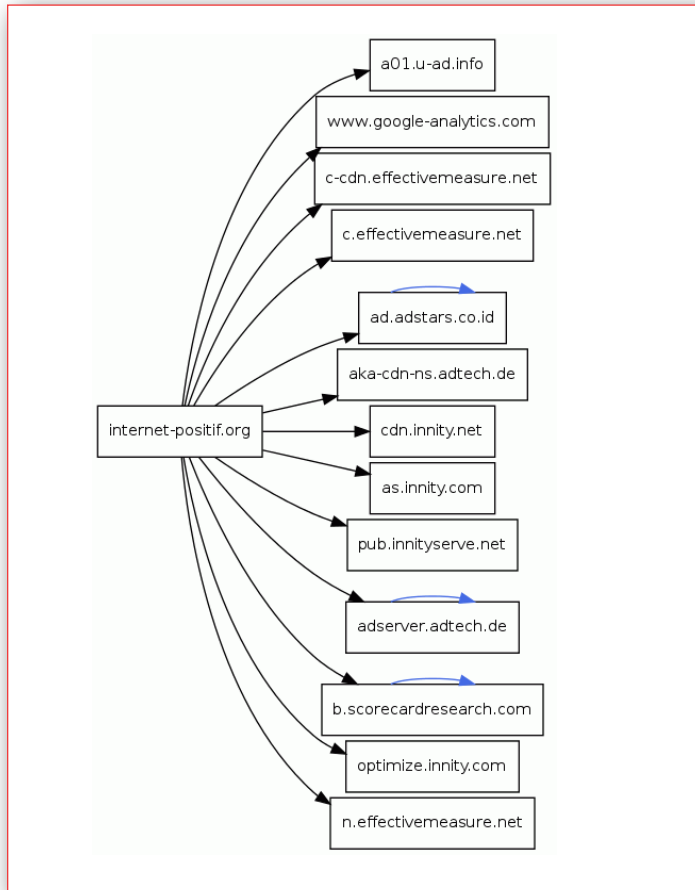 a01.u-ad.info
www.google-analytics.com
c-cdn.effectivemeasure.net
c.effectivemeasure.net
ad.adstars.co.id
aka-cdn-ns.adtech.de
internet-positif.org
cdn.innity.net
as.innity.com
pub.innityserve.net
adserver.adtech.de
b.scorecardresearch.com
optimize.innity.com
n.effectivemeasure.net